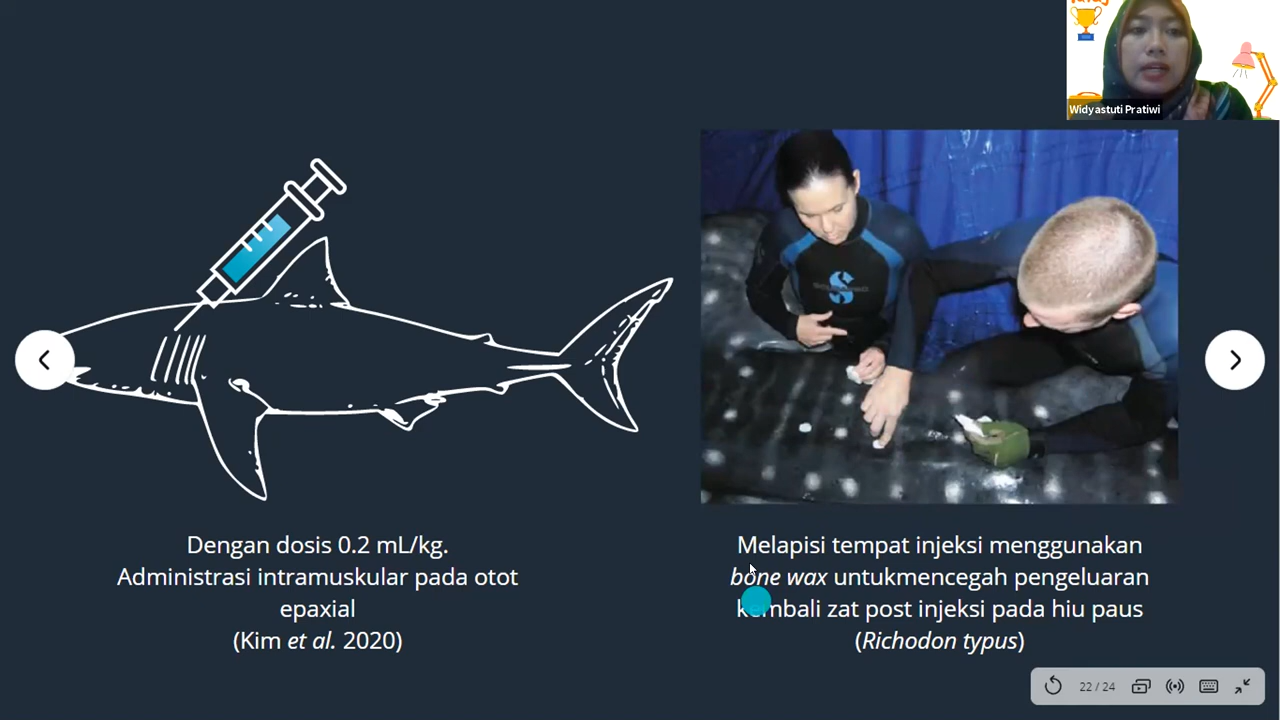 Widyastuti Pratiwi
Dengan dosis 0.2 mL/kg.
Administrasi intramuskular pada otot
epaxial
(Kim et al. 2020)
Melapisi tempat injeksi menggunakan
bone wax untukmencegah pengeluaran
kembali zat post injeksi pada hiu paus
(Richodon typus)
22 / 24